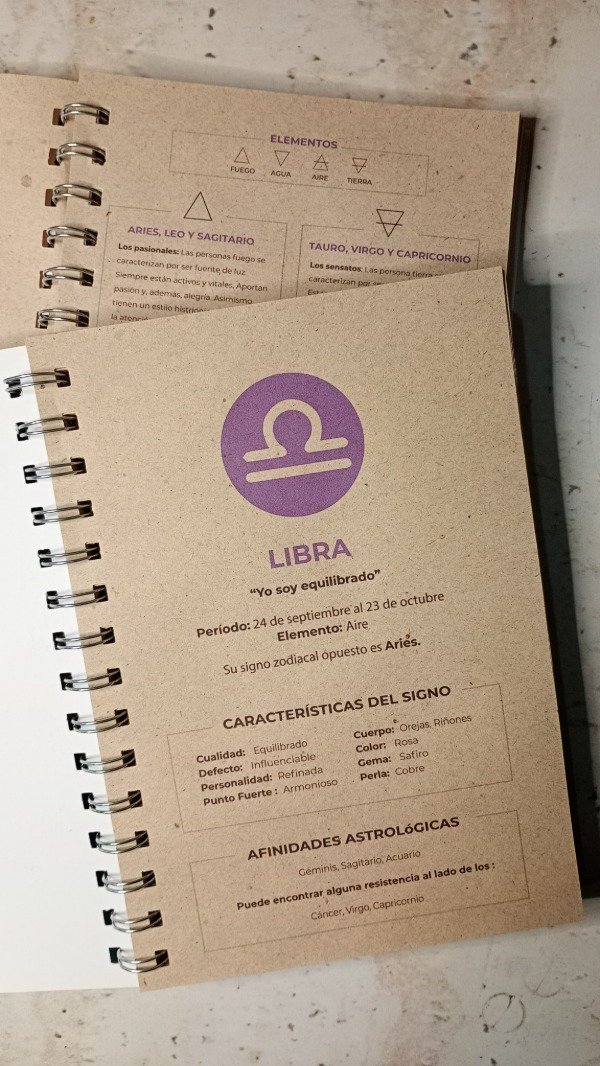 ELEMENTOS
FUEGO AGUA AIRE TIERRA
ARIES, LEO Y SAGITARIO
Los pasionales: Las personas fuego se
caracterizan por ser fuente de luz.
Siempre están activos y vitales, Aportan
pasión y, además, alegría. Asimismo
tienen un estilo
TAURO, VIRGO Y CAPRICORNIO
Los sensatos: Las persona tierra
caracterizan por
LIBRA
“Yo soy equilibrado”
Período: 24 de septiembre al 23 de octubre
Elemento: Aire
Su signo zodiacal opuesto es Aries.
CARACTERÍSTICAS DEL SIGNO
Cualidad: Equilibrado
Defecto: Influenciable
Personalidad: Refinada
Punto Fuerte : Armonioso
Cuerpo: Orejas, Riñones
Color: Rosa
Gema: Safiro
Perla: Cobre
AFINIDADES ASTROLóGICAS
Géminis, Sagitario, Acuario
Puede encontrar alguna resistencia al lado de los :
Cáncer, Virgo, Capricornio